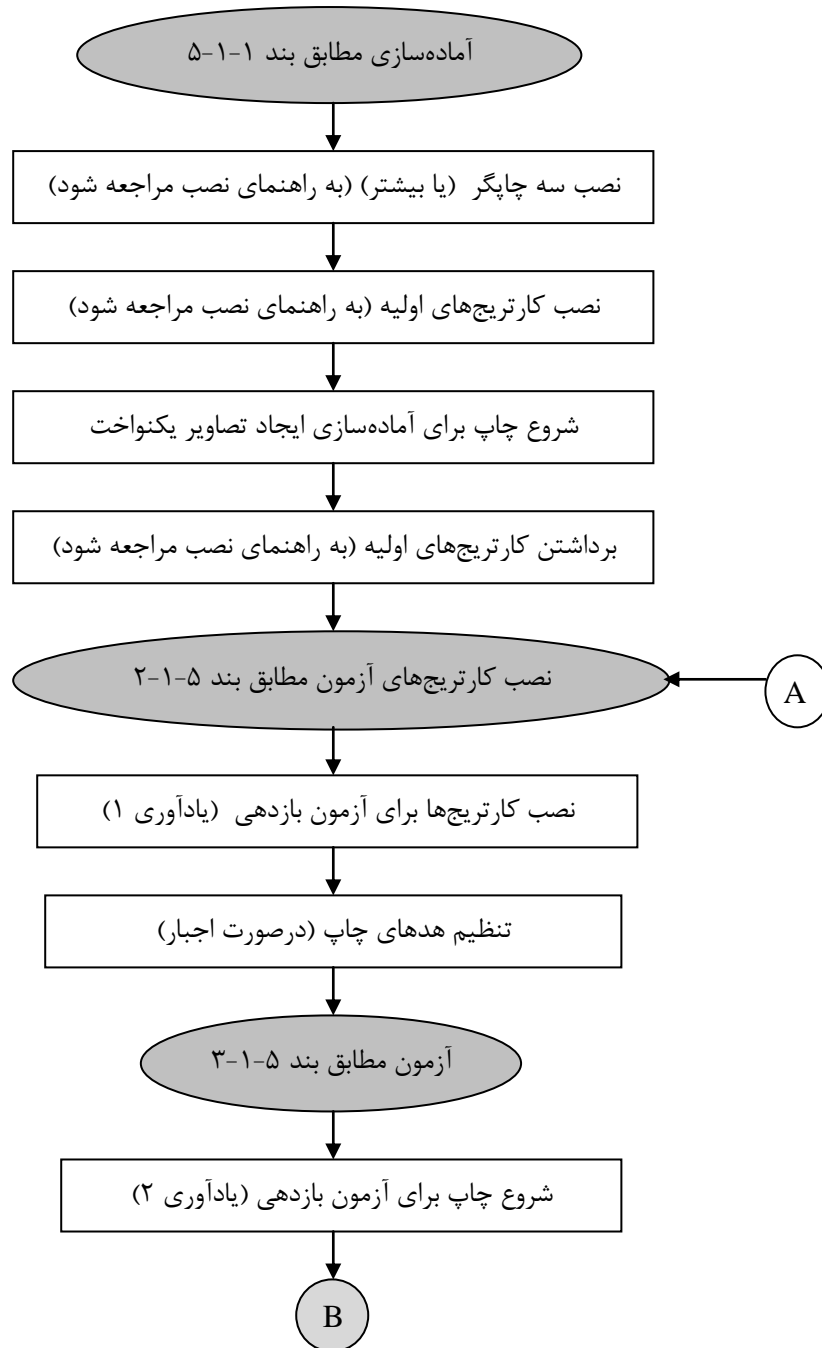 آماده‌سازی مطابق بند ۱-۱-۵
نصب سه چاپگر (یا بیشتر) (به راهنمای نصب مراجعه شود)
نصب کارتریج‌های اولیه (به راهنمای نصب مراجعه شود)
شروع چاپ برای آماده‌سازی ایجاد تصاویر یکنواخت
برداشتن کارتریج‌های اولیه (به راهنمای نصب مراجعه شود)
نصب کارتریج‌های آزمون مطابق بند ۵-۱-۲
A
نصب کارتریج‌ها برای آزمون بازدهی (یادآوری ۱)
تنظیم هدهای چاپ (درصورت اجبار)
آزمون مطابق بند ۵-۱-۳
شروع چاپ برای آزمون بازدهی (یادآوری ۲)
B